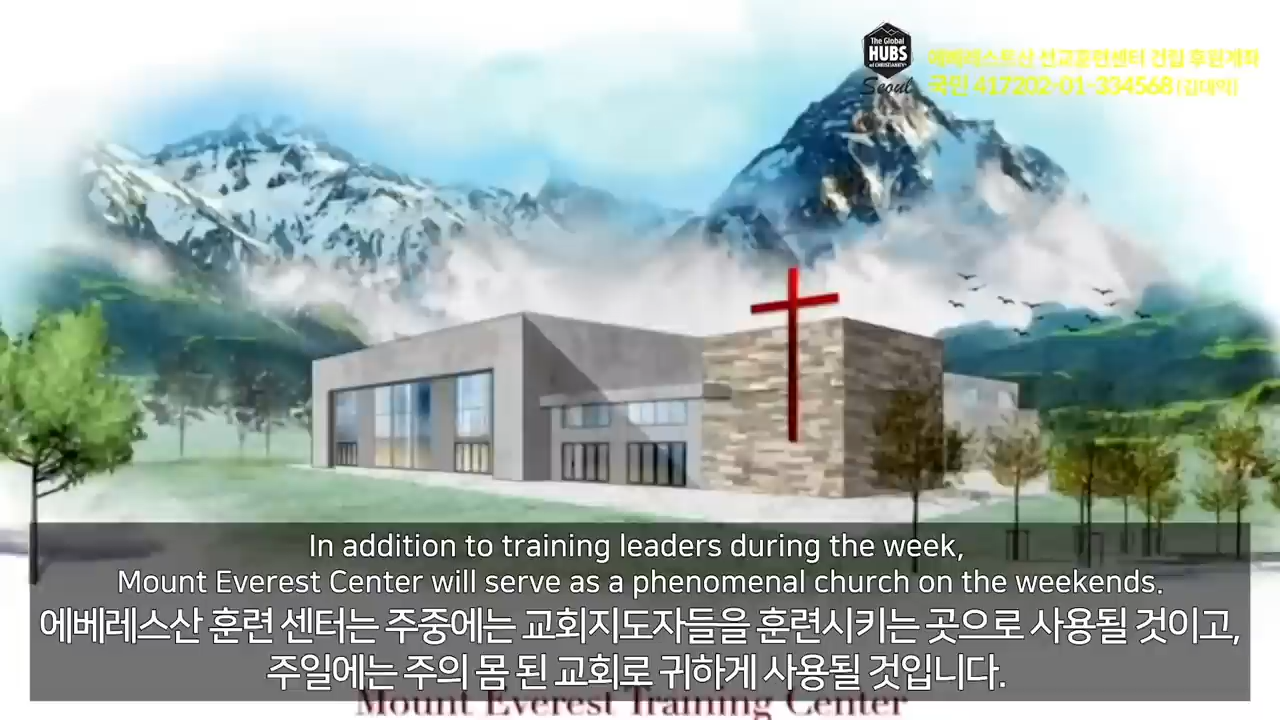 The Global
HUBS
of CHRISTIANITY
Seoul
에베레스트산 선교훈련센터 건립 후원계좌
국민 417202-01-334568 (김대억)
In addition to training leaders during the week,
Mount Everest Center will serve as a phenomenal church on the weekends.
에베레스산 훈련 센터는 주중에는 교회지도자들을 훈련시키는 곳으로 사용될 것이고,
주일에는 주의 몸 된 교회로 귀하게 사용될 것입니다.
Mount Everest Training Center